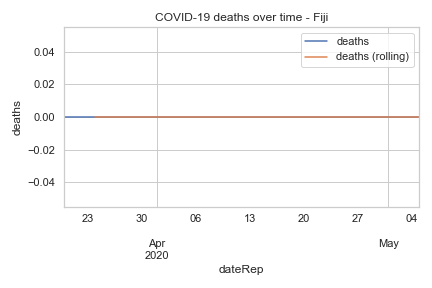 COVID-19 deaths over time - Fiji
deaths
deaths (rolling)
0.04
0.02
0.00
−0.02
−0.04
deaths
23 30 06 13 20 27 04
Apr May
2020
dateRep